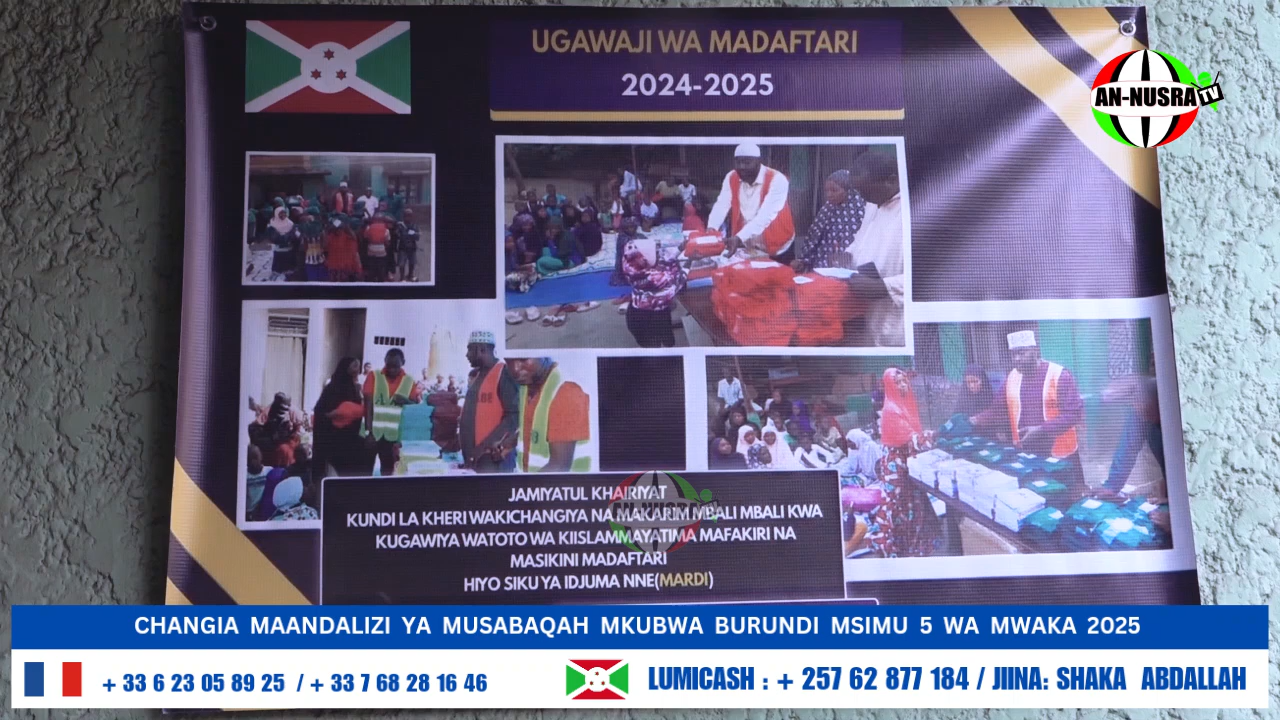 UGAWAJI WA MADAFTARI
2024-2025
AN-NUSRA TV
JAMIYATUL KHAIRIYAT
KUNDI LA KHERI WAKICHANGIYA NA MAKARIM MBALI MBALI KWA
KUGAWIYA WATOTO WA KIISLAMMAYATIMA MAFAKIRI NA
MASIKINI MADAFTARI
HIYO SIKU YA IDJUMA NNE(MARDI)
AN-NUSRA TV
CHANGIA MAANDALIZI YA MUSABAQAH MKUBWA BURUNDI MSIMU 5 WA MWAKA 2025
+ 33 6 23 05 89 25 / + 33 7 68 28 16 46
LUMICASH : + 257 62 877 184 / JIINA: SHAKA ABDALLAH